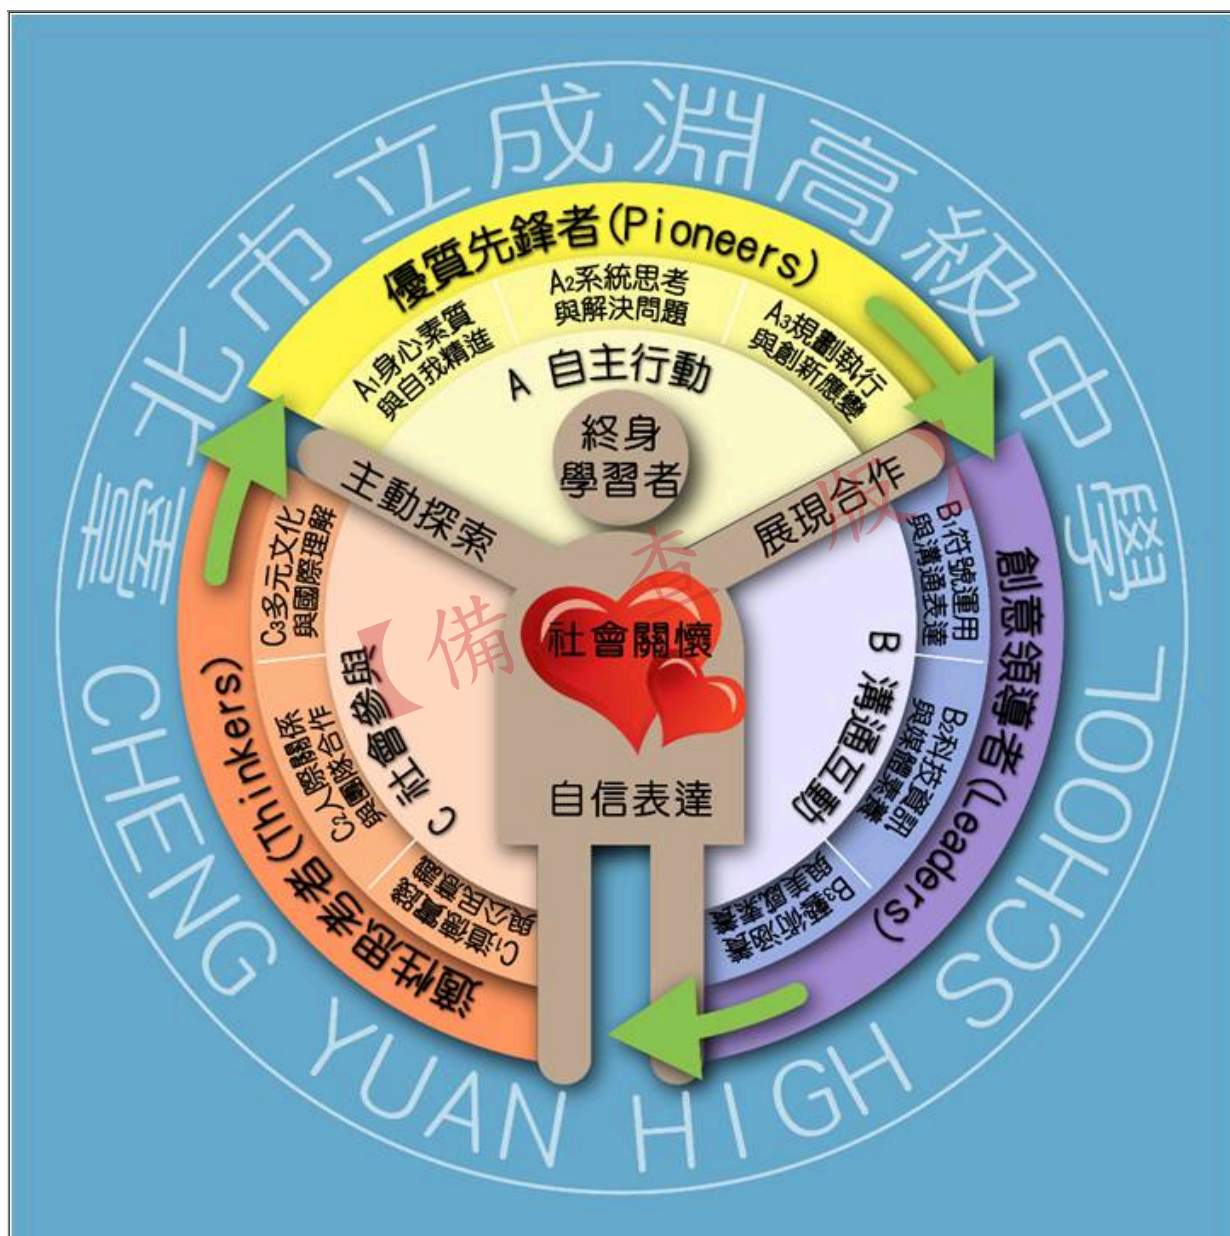 臺北市立成淵高級中學
CHENG YUAN HIGH SCHOOL
優質先鋒者(Pioneers)
A1身心素質
與自我精進
A2系統思考
與解決問題
A3規劃執行
與創新應變
A 自主行動
終身
學習者
主動探索
展現合作
社會關懷
自信表達
創意領導者(Leaders)
B1符號運用
與溝通表達
B2科技資訊
與媒體素養
B3藝術涵養
與美感素養
B 溝通互動
適性思考者(Thinkers)
C1道德實踐
與公民意識
C2人際關係
與團隊合作
C3多元文化
與國際理解
C 社會參與
【備查版】